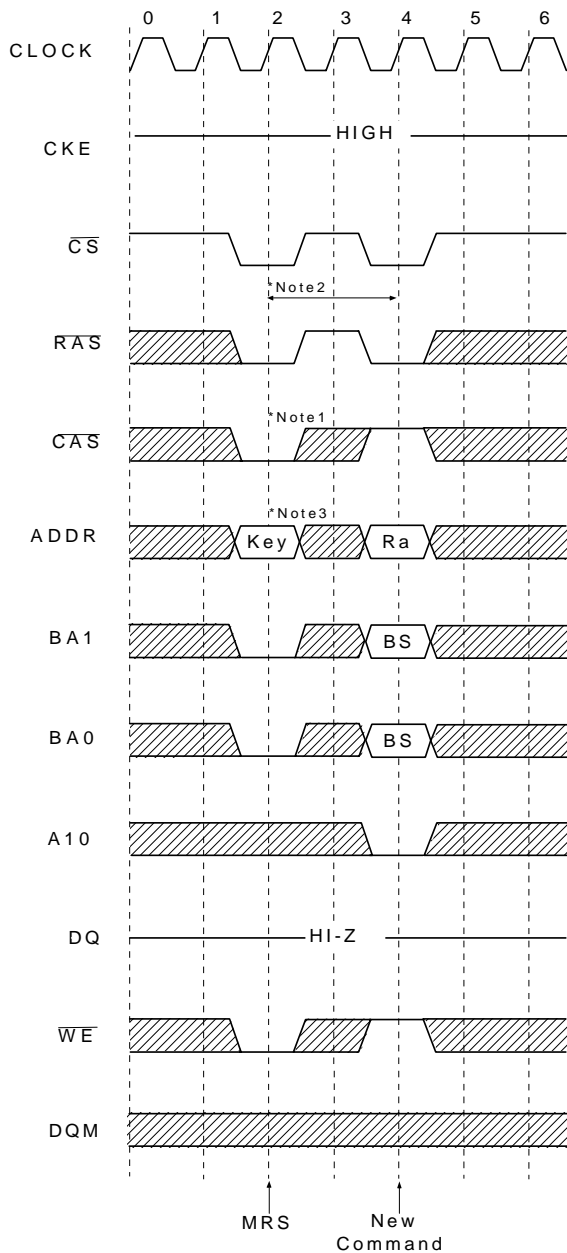 0 1 2 3 4 5 6
CLOCK
CKE
HIGH
CS
*Note2
RAS
*Note1
CAS
*Note3
ADDR
Key
Ra
BA1
BS
BA0
BS
A10
DQ
HI-Z
WE
DQM
MRS
New
Command